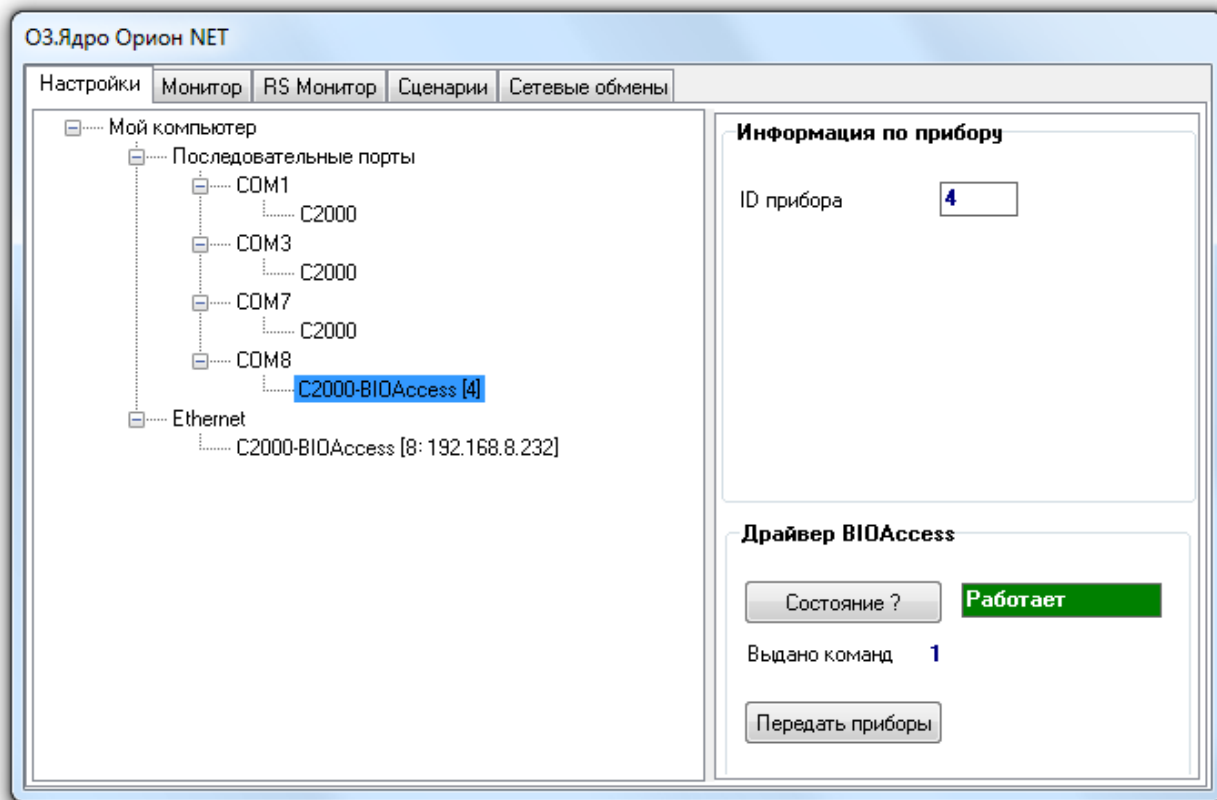 ОЗ.Ядро Орион NET
Настройки Монитор RS Монитор Сценарии Сетевые обмены
Мой компьютер
Последовательные порты
COM1
C2000
COM3
C2000
COM7
C2000
COM8
C2000-BIOAccess [4]
Ethernet
C2000-BIOAccess [8: 192.168.8.232]
Информация по прибору
ID прибора 4
Драйвер BIOAccess
Состояние ? Работает
Выдано команд 1
Передать приборы